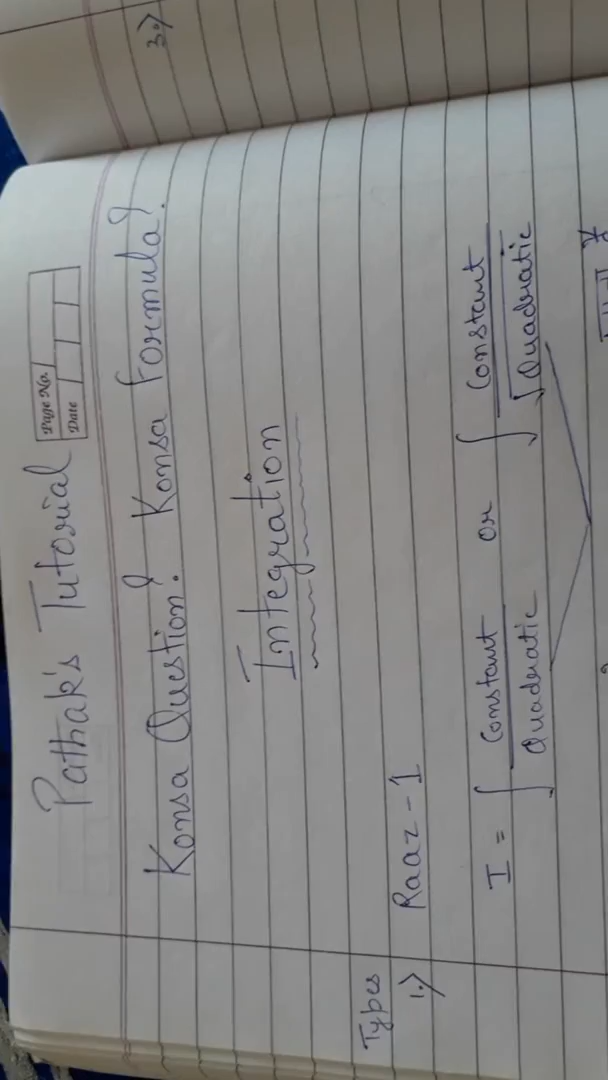 Pathak's Tutorial
Page No.
Date
Konsa Question? Konsa Formula?
Integration
Types
1.) Raaz-1
I = ∫ Constant / Quadratic or ∫ Constant / √Quadratic
3.)